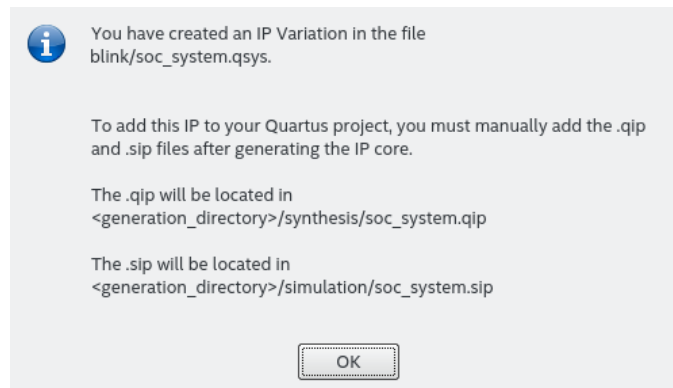 You have created an IP Variation in the file
blink/soc_system.qsys.
To add this IP to your Quartus project, you must manually add the .qip
and .sip files after generating the IP core.
The .qip will be located in
<generation_directory>/synthesis/soc_system.qip
The .sip will be located in
<generation_directory>/simulation/soc_system.sip
OK